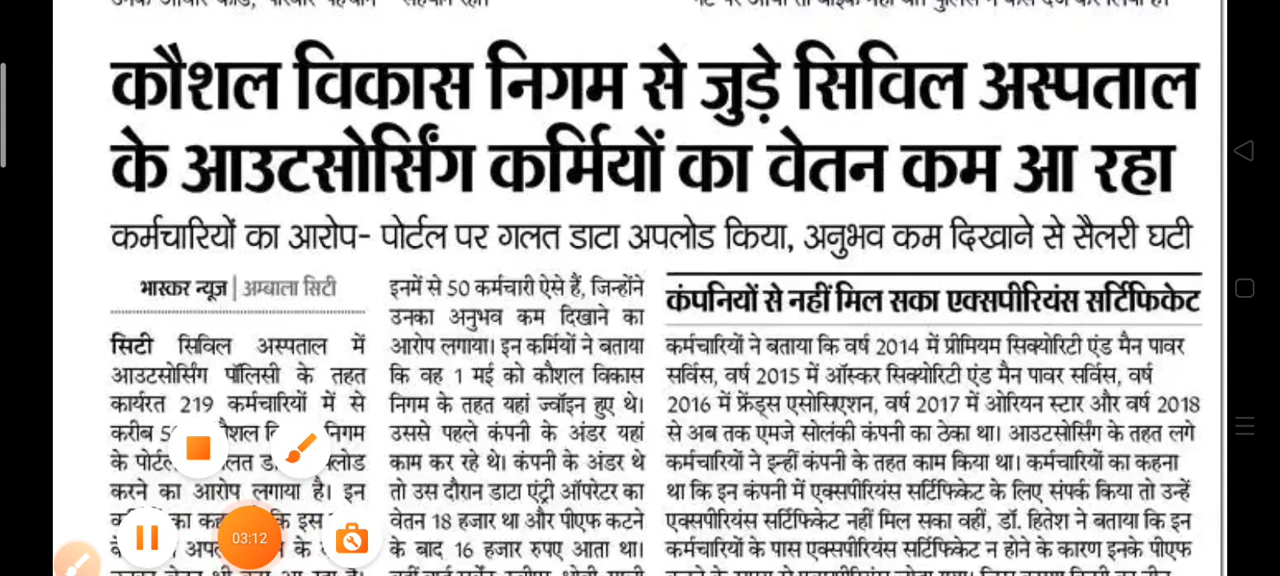 कौशल विकास निगम से जुड़े सिविल अस्पताल
के आउटसोर्सिंग कर्मियों का वेतन कम आ रहा
कर्मचारियों का आरोप- पोर्टल पर गलत डाटा अपलोड किया, अनुभव कम दिखाने से सैलरी घटी
भास्कर न्यूज | अम्बाला सिटी
सिटी सिविल अस्पताल में
आउटसोर्सिंग पॉलिसी के तहत
कार्यरत 219 कर्मचारियों में से
करीब निगम
के
करने का आरोप लगाया है। इन
का कि इस
के
इनमें से 50 कर्मचारी ऐसे हैं, जिन्होंने
उनका अनुभव कम दिखाने का
आरोप लगाया। इन कर्मियों ने बताया
कि वह 1 मई को कौशल विकास
निगम के तहत यहां ज्वॉइन हुए थे।
उससे पहले कंपनी के अंडर यहां
काम कर रहे थे। कंपनी के अंडर थे
तो उस दौरान डाटा एंट्री ऑपरेटर का
वेतन 18 हजार था और पीएफ कटने
के बाद 16 हजार रुपए आता था।
कंपनियों से नहीं मिल सका एक्सपीरियंस सर्टिफिकेट
कर्मचारियों ने बताया कि वर्ष 2014 में प्रीमियम सिक्योरिटी एंड मैन पावर
सर्विस, वर्ष 2015 में ऑस्कर सिक्योरिटी एंड मैन पावर सर्विस, वर्ष
2016 में फ्रेंड्स एसोसिएशन, वर्ष 2017 में ओरियन स्टार और वर्ष 2018
से अब तक एमजे सोलंकी कंपनी का ठेका था। आउटसोर्सिंग के तहत लगे
कर्मचारियों ने इन्हीं कंपनी के तहत काम किया था। कर्मचारियों का कहना
था कि इन कंपनी में एक्सपीरियंस सर्टिफिकेट के लिए संपर्क किया तो उन्हें
एक्सपीरियंस सर्टिफिकेट नहीं मिल सका वहीं, डॉ. हितेश ने बताया कि इन
कर्मचारियों के पास एक्सपीरियंस सर्टिफिकेट न होने के कारण इनके पीएफ
03:12